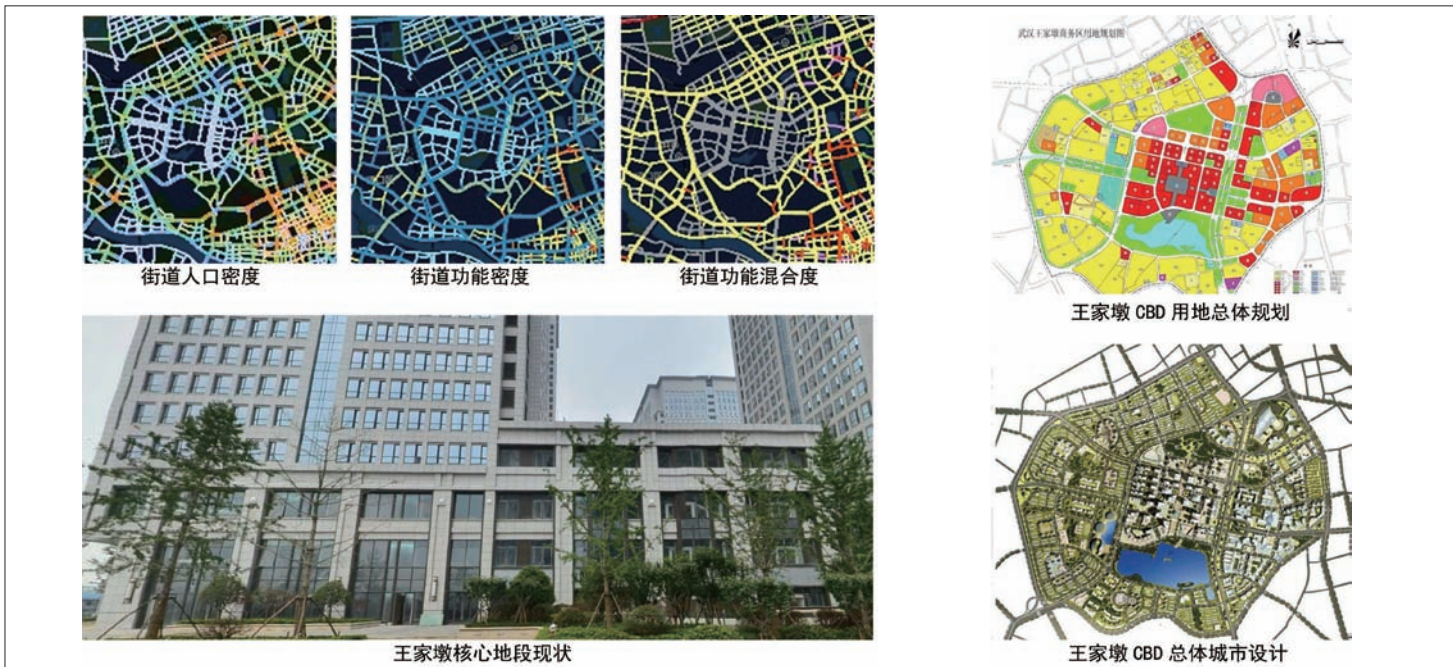 街道人口密度
街道功能密度
街道功能混合度
王家墩核心地段现状
武汉王家墩商务区用地规划图
王家墩 CBD 用地总体规划
王家墩 CBD 总体城市设计